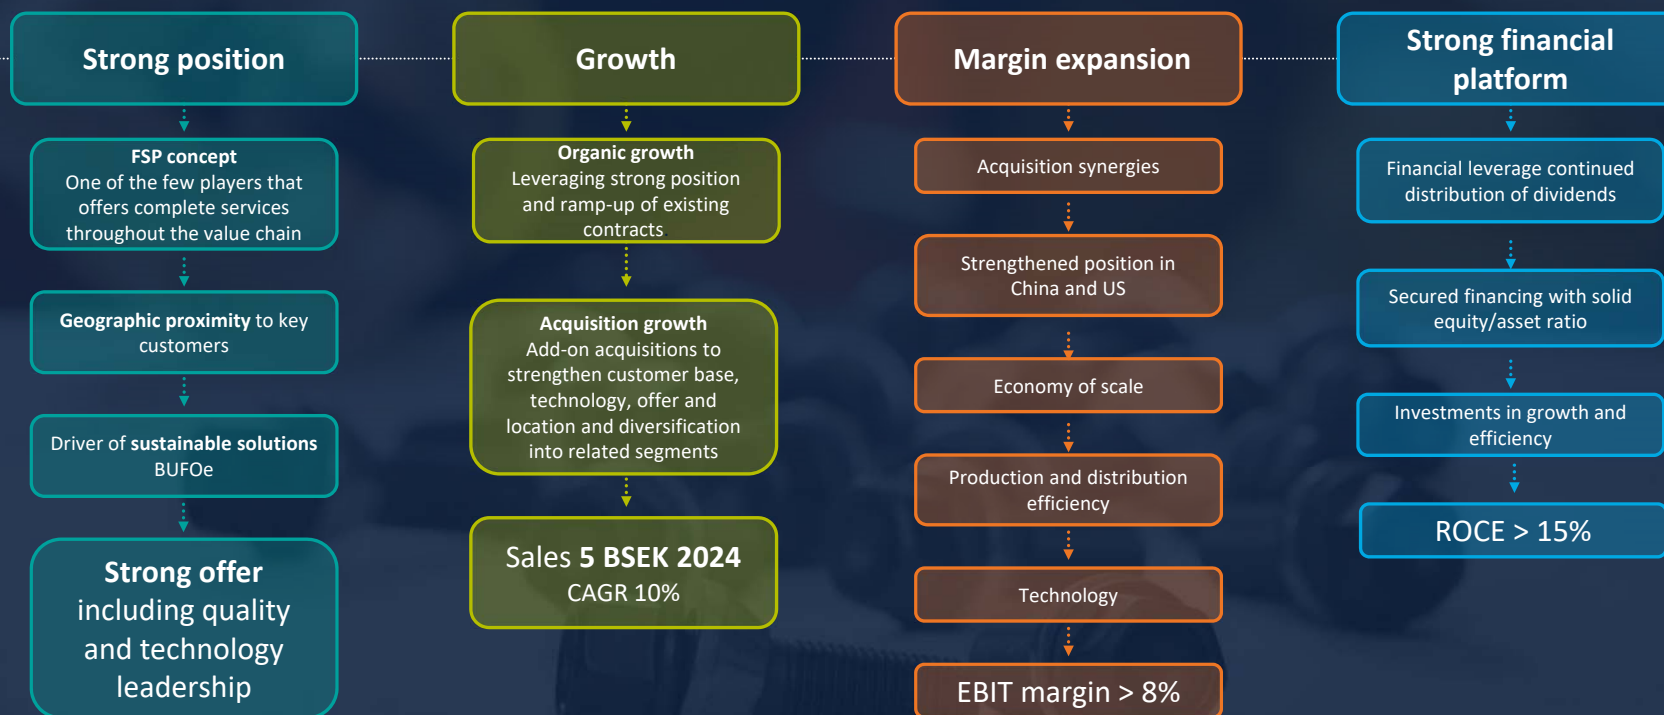 Strong position
FSP concept
One of the few players that
offers complete services
throughout the value chain
Geographic proximity to key
customers
Driver of sustainable solutions
BUFOe
Strong offer
including quality
and technology
leadership
Growth
Organic growth
Leveraging strong position
and ramp-up of existing
contracts.
Acquisition growth
Add-on acquisitions to
strengthen customer base,
technology, offer and
location and diversification
into related segments
Sales 5 BSEK 2024
CAGR 10%
Margin expansion
Acquisition synergies
Strengthened position in
China and US
Economy of scale
Production and distribution
efficiency
Technology
EBIT margin > 8%
Strong financial
platform
Financial leverage continued
distribution of dividends
Secured financing with solid
equity/asset ratio
Investments in growth and
efficiency
ROCE > 15%